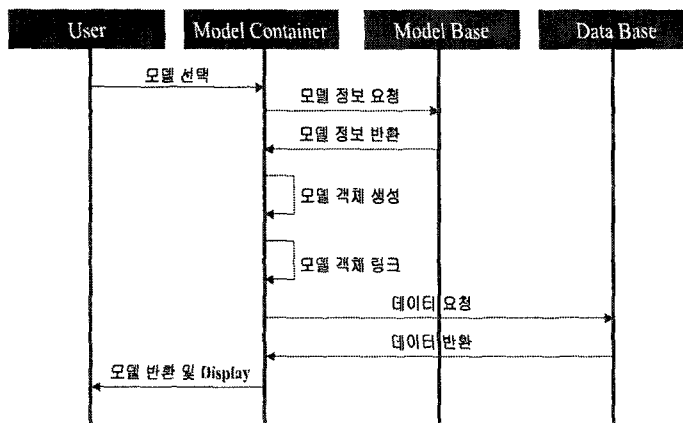 User Model Container Model Base Data Base
모델 선택
모델 정보 요청
모델 정보 반환
모델 객체 생성
모델 객체 링크
데이터 요청
데이터 반환
모델 반환 및 Display